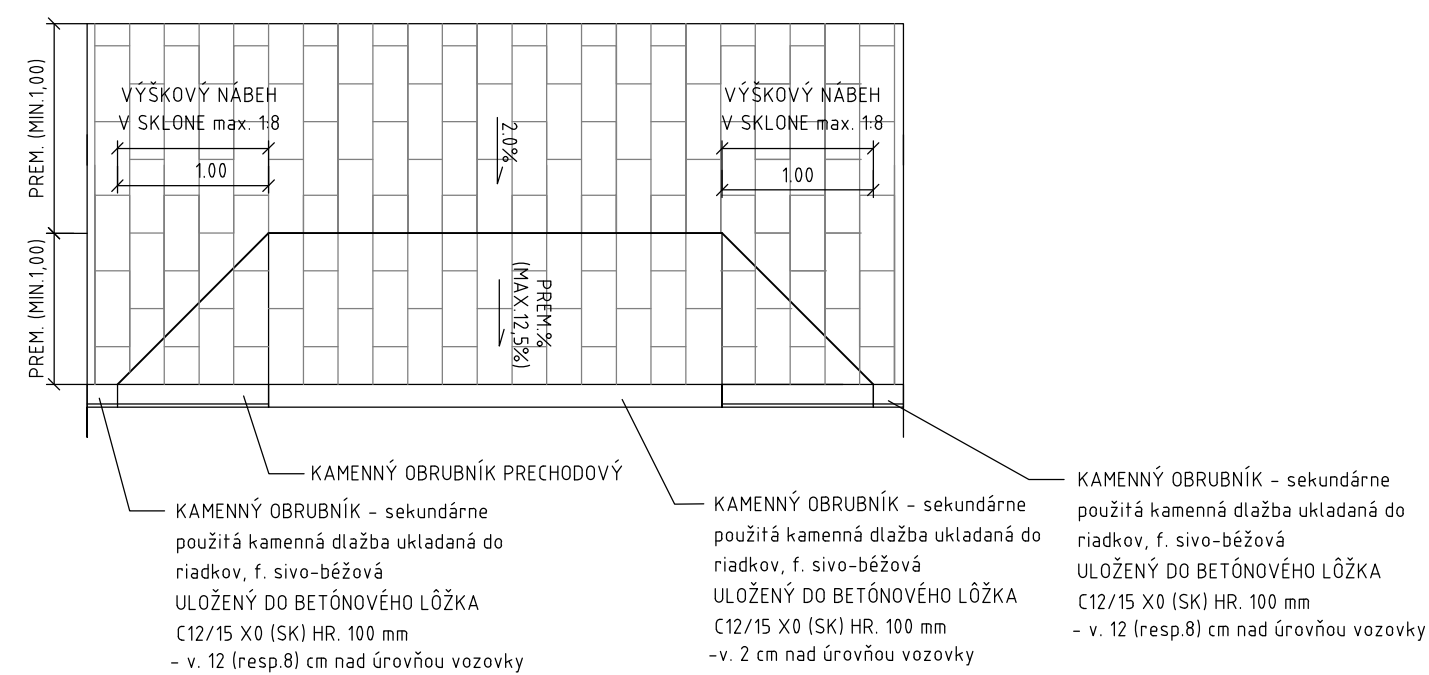 PREM. (MIN.1,00)
PREM. (MIN.1,00)
VÝŠKOVÝ NÁBEH
V SKLONE max. 1:8
1.00
2.0%
VÝŠKOVÝ NÁBEH
V SKLONE max. 1:8
1.00
PREM.%
(MAX.12,5%)
KAMENNÝ OBRUBNÍK PRECHODOVÝ
KAMENNÝ OBRUBNÍK - sekundárne
použitá kamenná dlažba ukladaná do
riadkov, f. sivo-béžová
ULOŽENÝ DO BETÓNOVÉHO LÔŽKA
C12/15 X0 (SK) HR. 100 mm
- v. 12 (resp.8) cm nad úrovňou vozovky
KAMENNÝ OBRUBNÍK - sekundárne
použitá kamenná dlažba ukladaná do
riadkov, f. sivo-béžová
ULOŽENÝ DO BETÓNOVÉHO LÔŽKA
C12/15 X0 (SK) HR. 100 mm
-v. 2 cm nad úrovňou vozovky
KAMENNÝ OBRUBNÍK - sekundárne
použitá kamenná dlažba ukladaná do
riadkov, f. sivo-béžová
ULOŽENÝ DO BETÓNOVÉHO LÔŽKA
C12/15 X0 (SK) HR. 100 mm
- v. 12 (resp.8) cm nad úrovňou vozovky